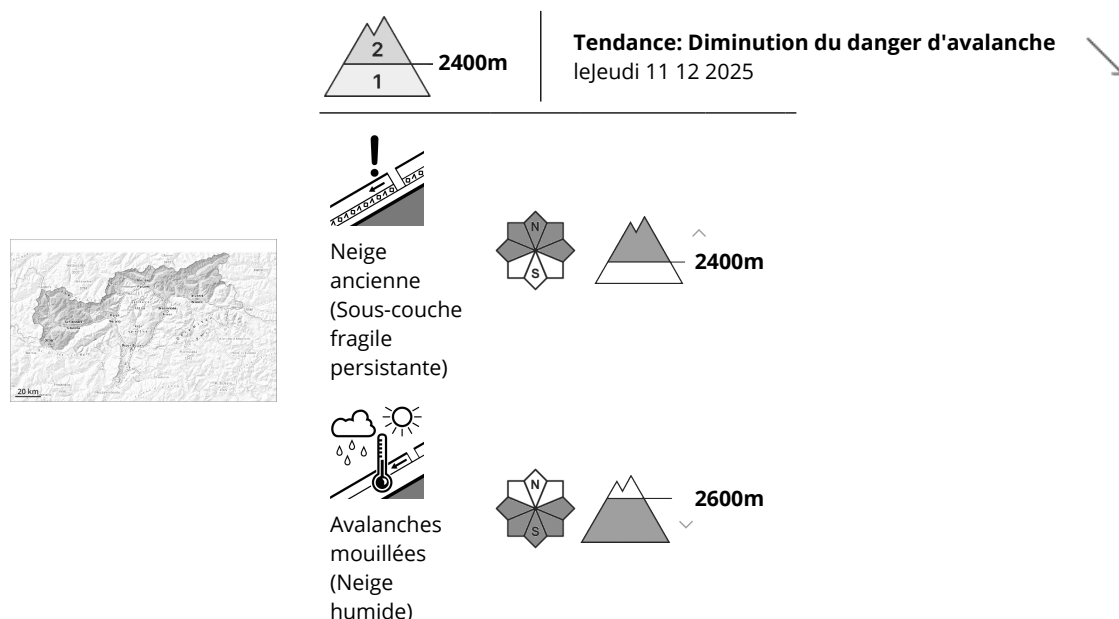 2
2400m
1
Tendance: Diminution du danger d'avalanche
leJeudi 11 12 2025
N
S
2400m
Neige
ancienne
(Sous-couche
fragile
persistante)
20 km
N
S
2600m
Avalanches
mouillées
(Neige
humide)